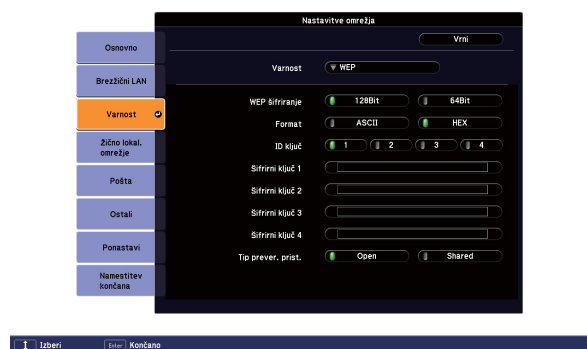 Nastavitve omrežja
Vrni
Osnovno
Brezžični LAN
Varnost
Žično lokal.
omrežje
Pošta
Ostali
Ponastavi
Namestitev
končana
Varnost WEP
WEP šifriranje 128Bit 64Bit
Format ASCII HEX
ID ključ 1 2 3 4
Šifrirni ključ 1
Šifrirni ključ 2
Šifrirni ključ 3
Šifrirni ključ 4
Tip prever. prist. Open Shared
Izberi Enter Končano